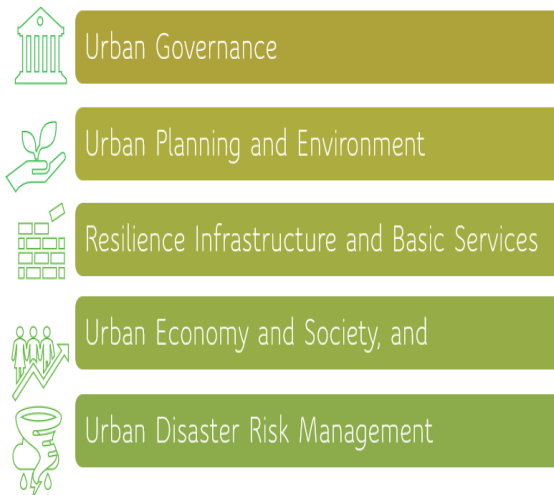 Urban Governance
Urban Planning and Environment
Resilience Infrastructure and Basic Services
Urban Economy and Society, and
Urban Disaster Risk Management